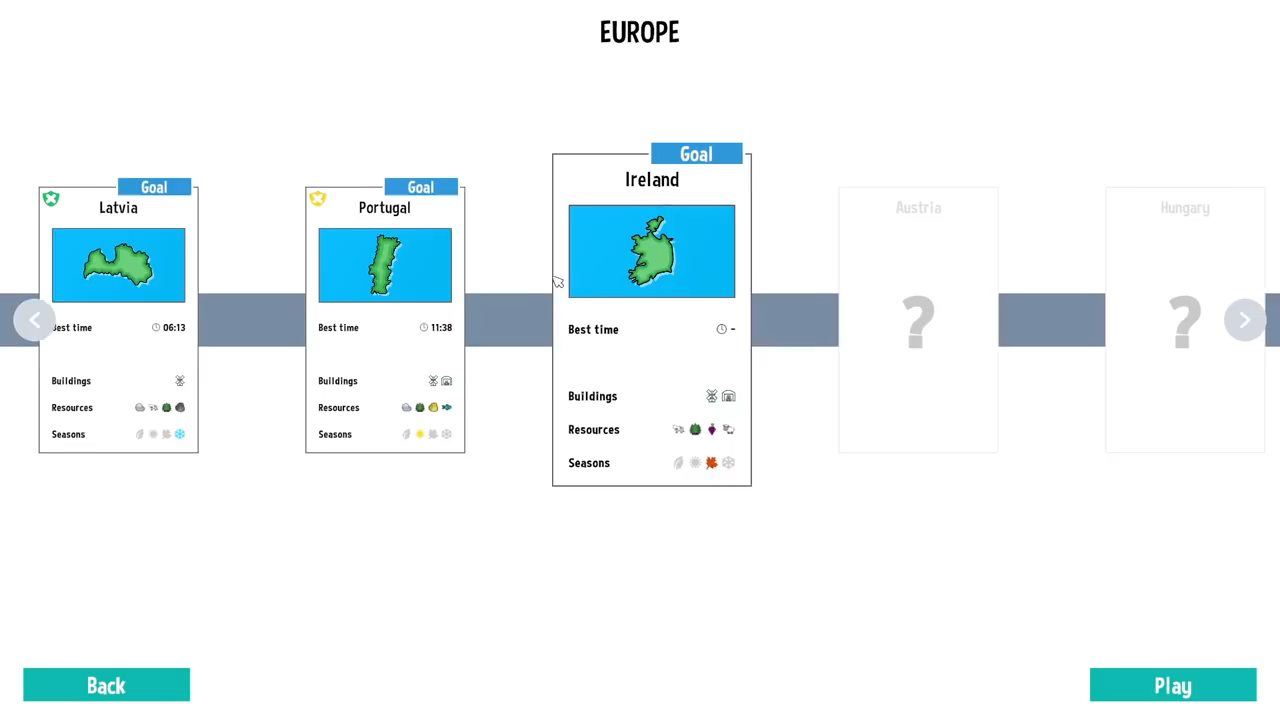 EUROPE
Goal
Latvia
Best time 06:13
Buildings
Resources
Seasons
Goal
Portugal
Best time 11:38
Buildings
Resources
Seasons
Goal
Ireland
Best time -
Buildings
Resources
Seasons
Austria
?
Hungary
?
Back
Play